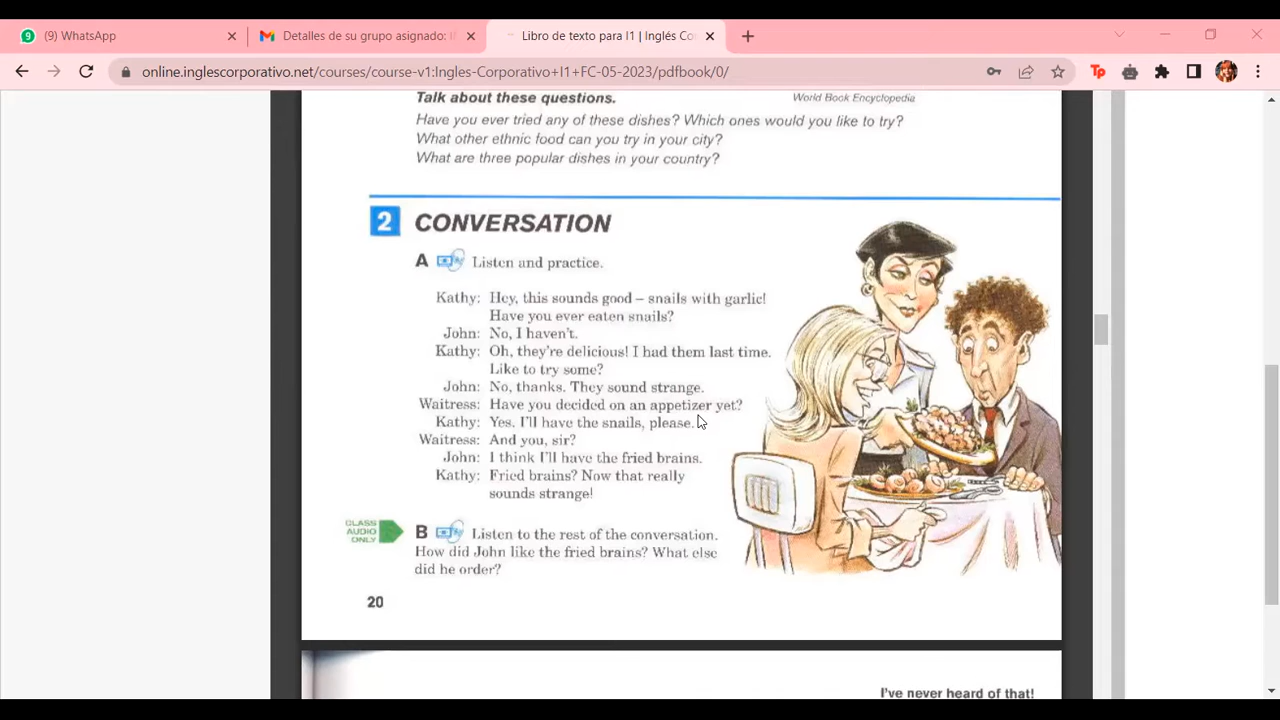 (9) WhatsApp
Detalles de su grupo asignado:
Libro de texto para I1 | Inglés Co
online.inglescorporativo.net/courses/course-v1:Ingles-Corporativo+I1+FC-05-2023/pdfbook/0/
Talk about these questions.
World Book Encyclopedia
Have you ever tried any of these dishes? Which ones would you like to try?
What other ethnic food can you try in your city?
What are three popular dishes in your country?
2 CONVERSATION
A Listen and practice.
Kathy: Hey, this sounds good – snails with garlic!
Have you ever eaten snails?
John: No, I haven't.
Kathy: Oh, they're delicious! I had them last time.
Like to try some?
John: No, thanks. They sound strange.
Waitress: Have you decided on an appetizer yet?
Kathy: Yes. I'll have the snails, please.
Waitress: And you, sir?
John: I think I'll have the fried brains.
Kathy: Fried brains? Now that really
sounds strange!
CLASS
AUDIO
ONLY
B Listen to the rest of the conversation.
How did John like the fried brains? What else
did he order?
20
I've never heard of that!